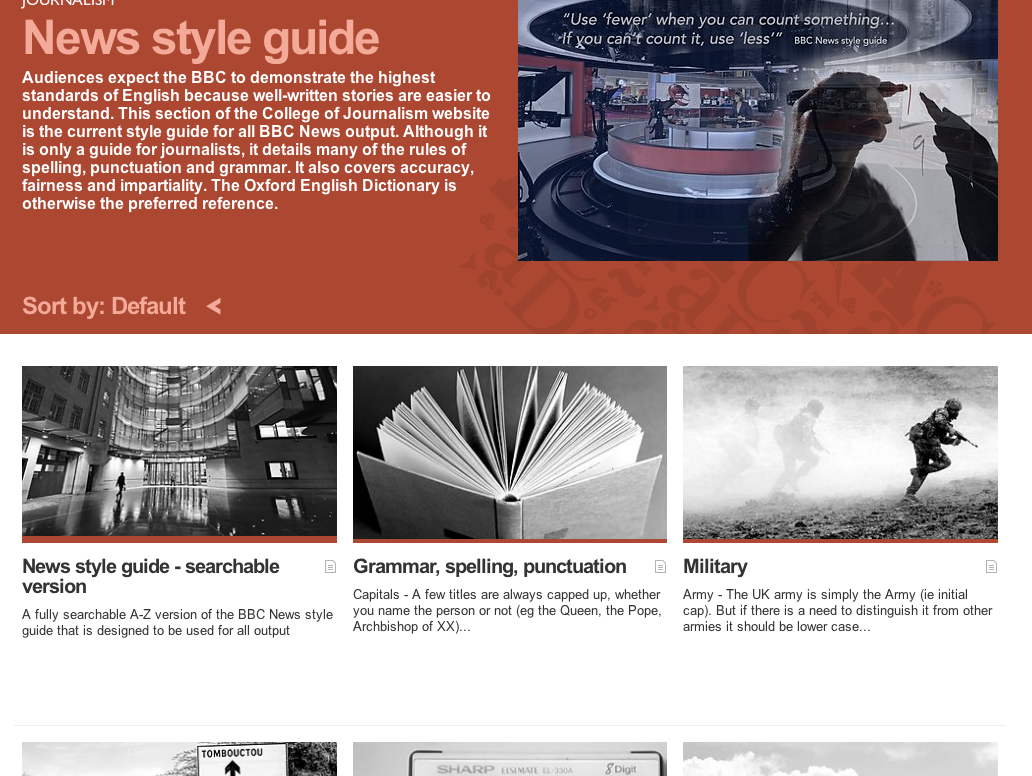 JOURNALISM
News style guide
Audiences expect the BBC to demonstrate the highest
standards of English because well-written stories are easier to
understand. This section of the College of Journalism website
is the current style guide for all BBC News output. Although it
is only a guide for journalists, it details many of the rules of
spelling, punctuation and grammar. It also covers accuracy,
fairness and impartiality. The Oxford English Dictionary is
otherwise the preferred reference.
“Use ‘fewer’ when you can count something…
If you can’t count it, use ‘less’” BBC News style guide
Sort by: Default
News style guide - searchable
version
A fully searchable A-Z version of the BBC News style
guide that is designed to be used for all output
Grammar, spelling, punctuation
Capitals - A few titles are always capped up, whether
you name the person or not (eg the Queen, the Pope,
Archbishop of XX)...
Military
Army - The UK army is simply the Army (ie initial
cap). But if there is a need to distinguish it from other
armies it should be lower case...
TOMBOUCTOU
SHARP ELSIMATE EL-330A 8 Digit